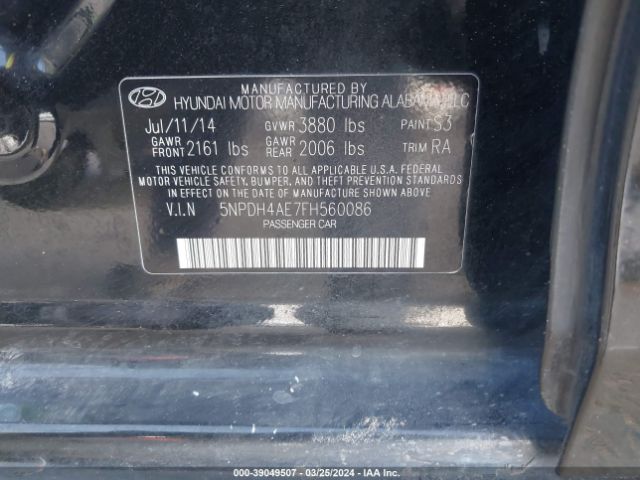 MANUFACTURED BY
HYUNDAI MOTOR MANUFACTURING ALABAMA, LLC
Jul/11/14 GVWR 3880 lbs PAINT S3
GAWR FRONT 2161 lbs GAWR REAR 2006 lbs TRIM RA
THIS VEHICLE CONFORMS TO ALL APPLICABLE U.S.A. FEDERAL
MOTOR VEHICLE SAFETY, BUMPER, AND THEFT PREVENTION STANDARDS
IN EFFECT ON THE DATE OF MANUFACTURE SHOWN ABOVE
V.I.N 5NPDH4AE7FH560086
PASSENGER CAR
000-39049507 - 03/25/2024 - IAA Inc.